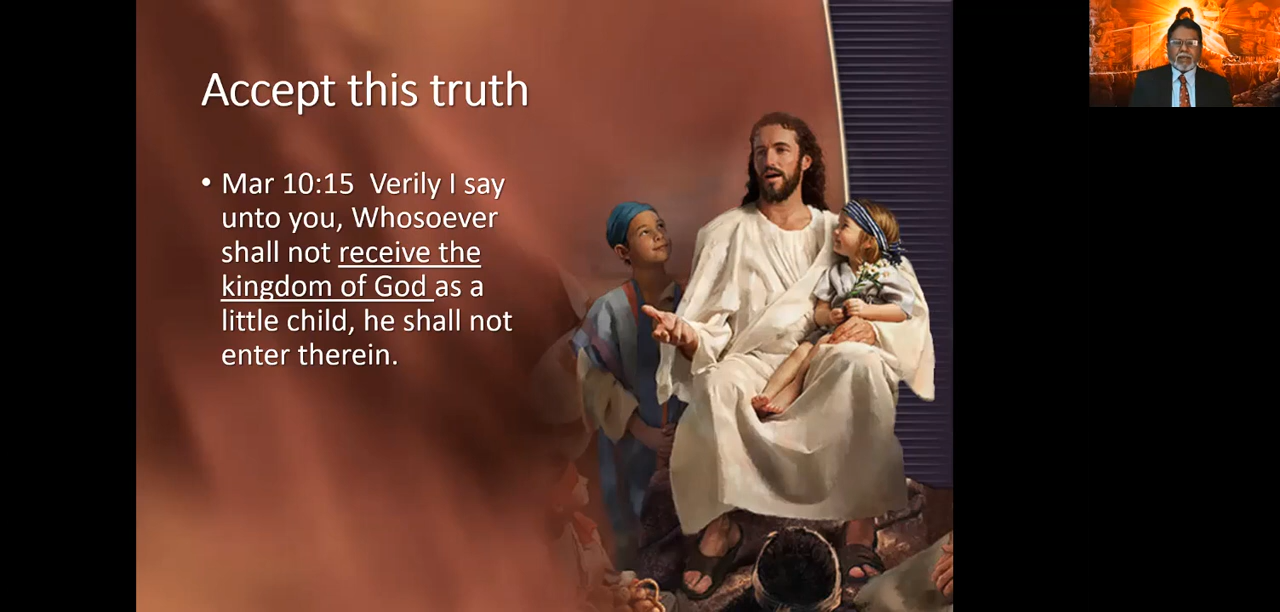 Accept this truth
• Mar 10:15  Verily I say
unto you, Whosoever
shall not receive the
kingdom of God as a
little child, he shall not
enter therein.